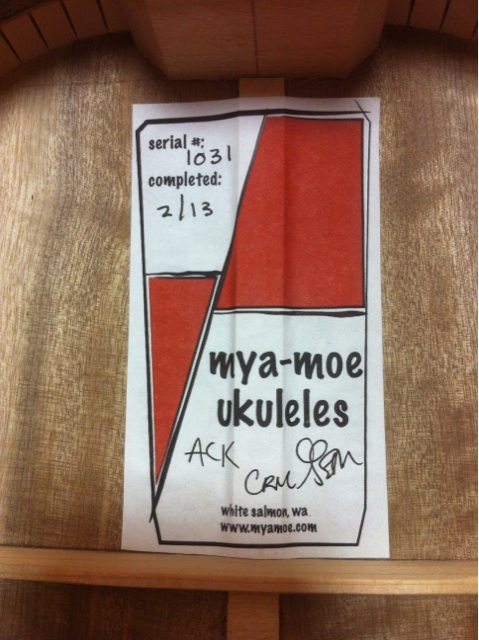 serial #:
1031
completed:
2/13
mya-moe
ukuleles
ACK
CRM
white salmon, wa.
www.myamoe.com